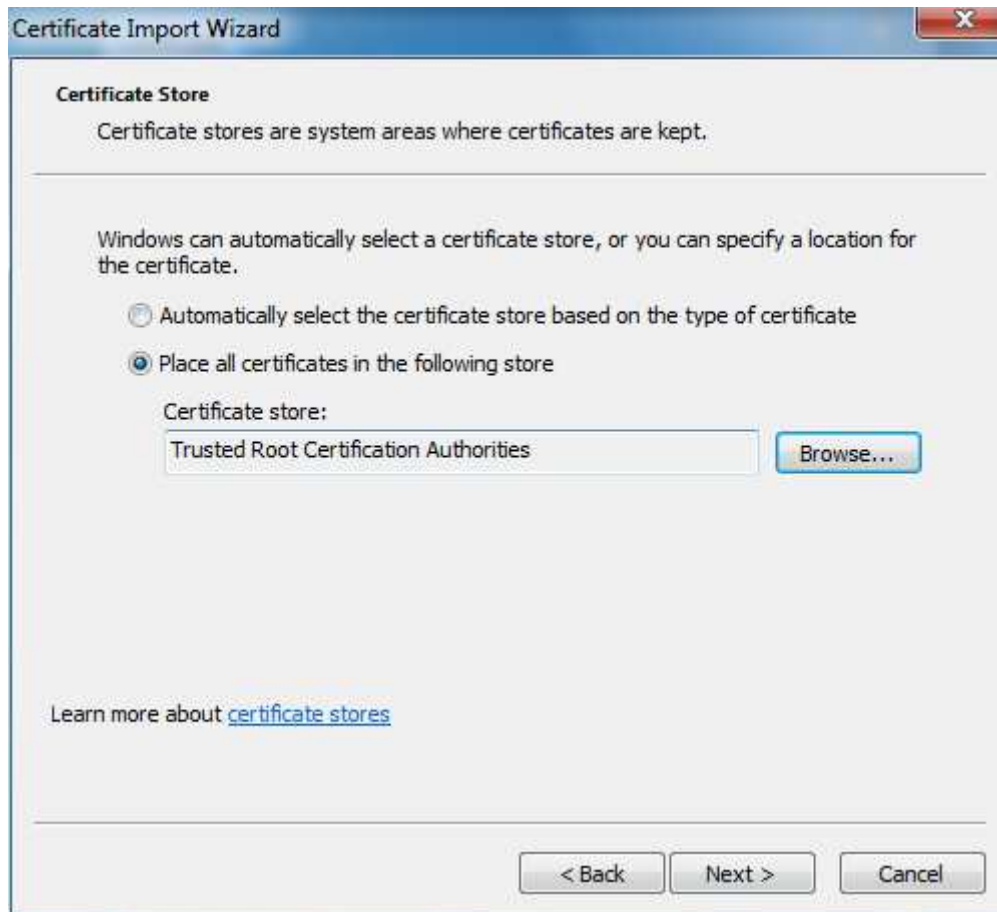 Certificate Import Wizard
Certificate Store
Certificate stores are system areas where certificates are kept.
Windows can automatically select a certificate store, or you can specify a location for
the certificate.
Automatically select the certificate store based on the type of certificate
Place all certificates in the following store
Certificate store:
Trusted Root Certification Authorities
Browse...
Learn more about certificate stores
< Back
Next >
Cancel